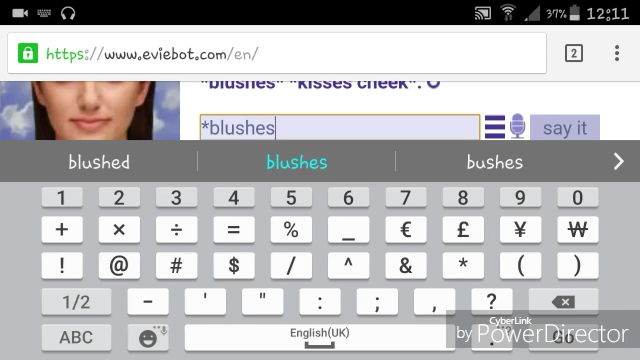 37% 12:11
https://www.eviebot.com/en/ 2
*blushes* *kisses cheek*. O
*blushes say it
blushed blushes bushes
1 2 3 4 5 6 7 8 9 0
+ × ÷ = % _ € £ ¥ ₩
! @ # $ / ^ & * ( )
1/2 - ' " : ; , ?
ABC English(UK) . Go
CyberLink
by PowerDirector